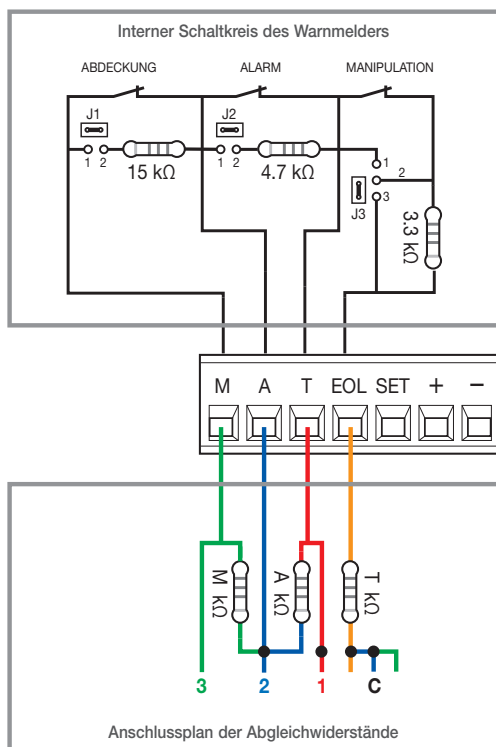 Interner Schaltkreis des Warnmelders
ABDECKUNG ALARM MANIPULATION
J1 J2
1 2 15 kΩ 1 2 4.7 kΩ 1
2
3
J3
3.3 kΩ
M A T EOL SET + −
M kΩ A kΩ T kΩ
3 2 1 C
Anschlussplan der Abgleichwiderstände